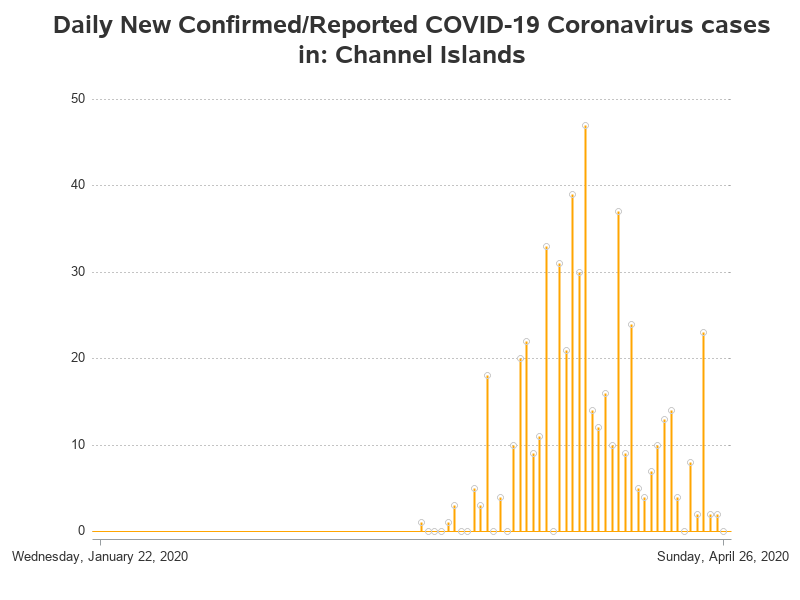 Daily New Confirmed/Reported COVID-19 Coronavirus cases
in: Channel Islands
50
40
30
20
10
0
Wednesday, January 22, 2020
Sunday, April 26, 2020